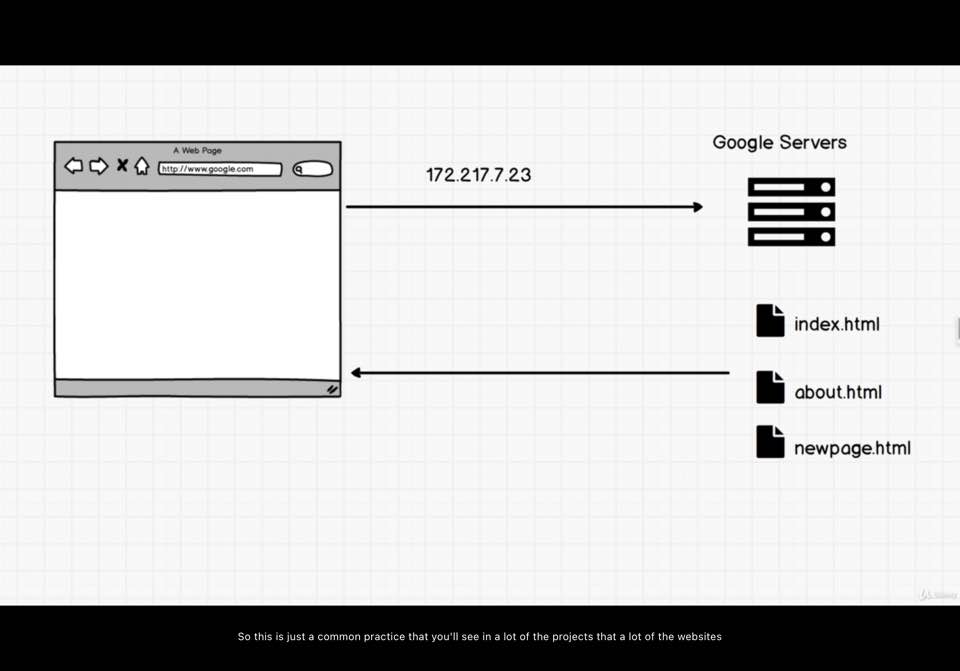 A Web Page
http://www.google.com
172.217.7.23
Google Servers
index.html
about.html
newpage.html
Udemy
So this is just a common practice that you'll see in a lot of the projects that a lot of the websites